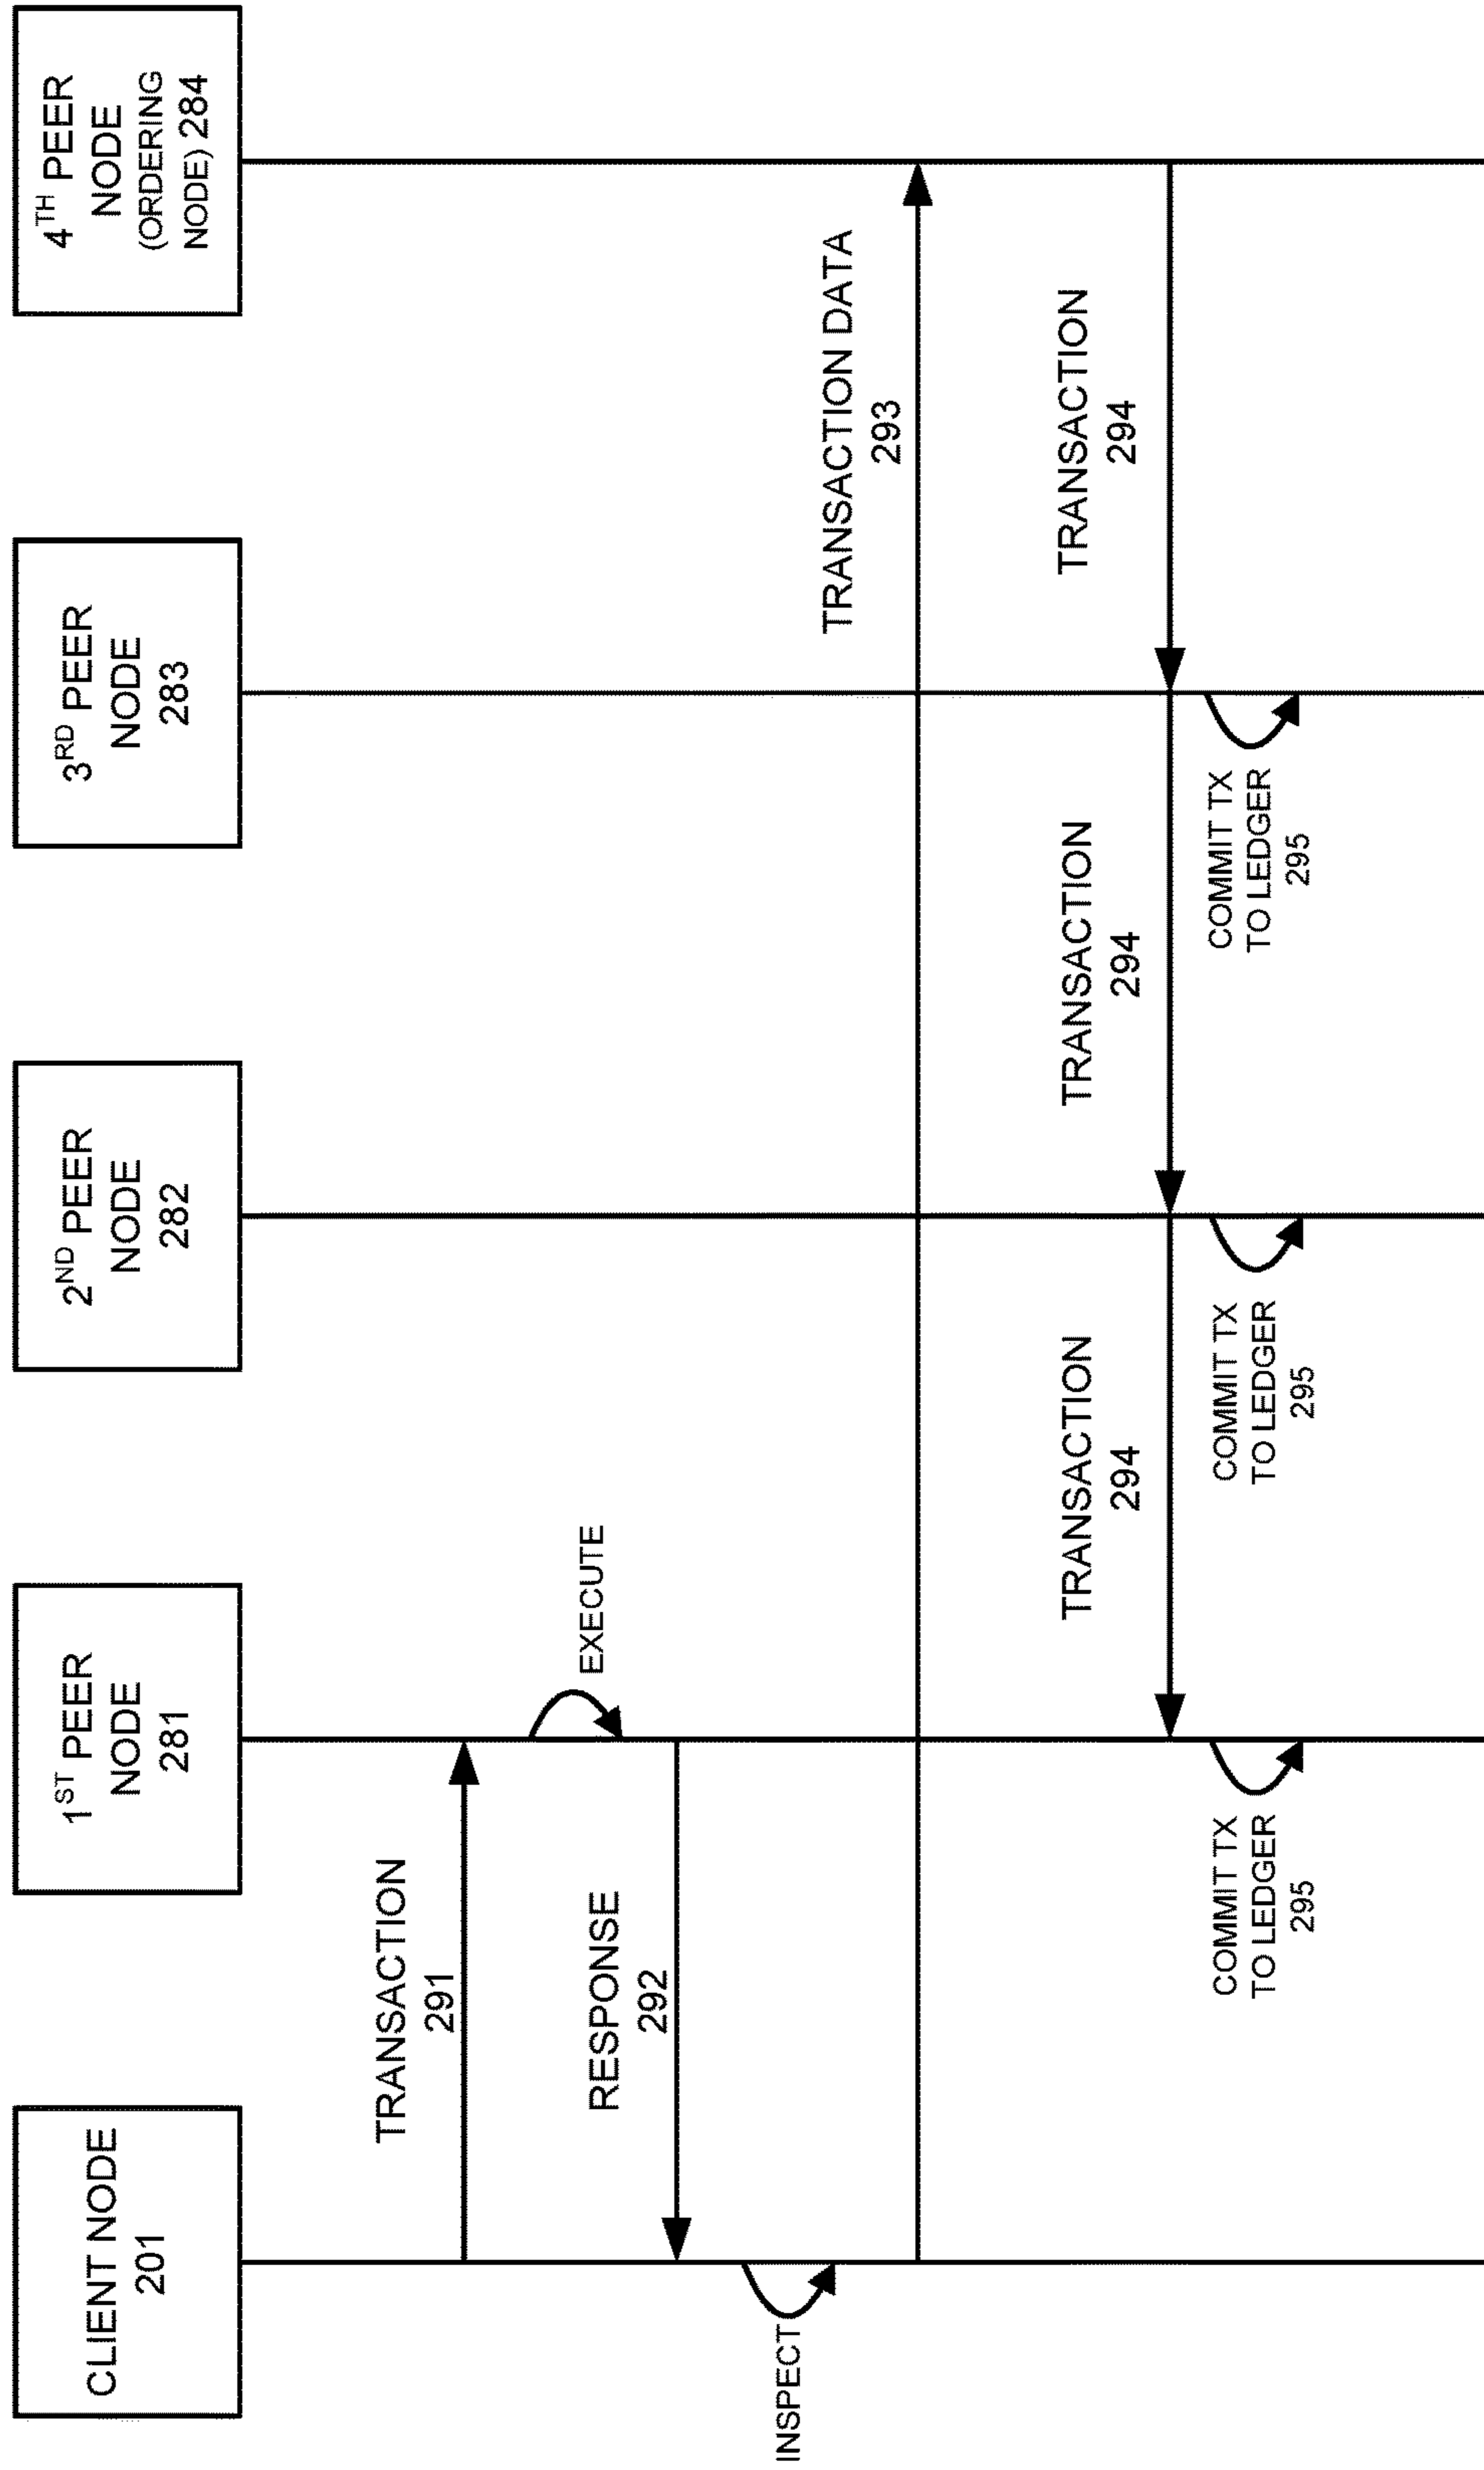 CLIENT NODE
201
1ST PEER
NODE
281
2ND PEER
NODE
282
3RD PEER
NODE
283
4TH PEER
NODE
(ORDERING
NODE) 284
TRANSACTION
291
EXECUTE
RESPONSE
292
INSPECT
TRANSACTION DATA
293
TRANSACTION
294
TRANSACTION
294
TRANSACTION
294
COMMIT TX
TO LEDGER
295
COMMIT TX
TO LEDGER
295
COMMIT TX
TO LEDGER
295